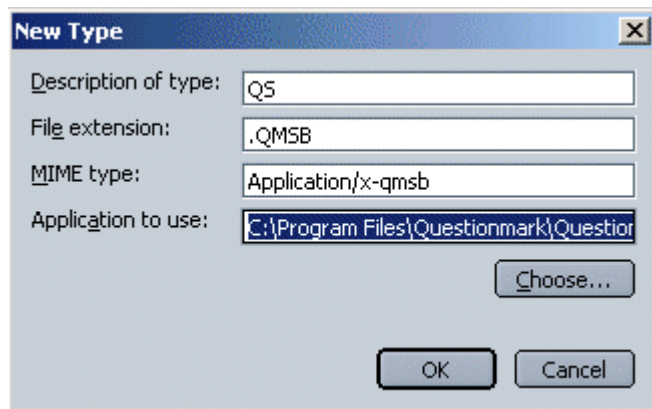 New Type
Description of type: QS
File extension: .QMSB
MIME type: Application/x-qmsb
Application to use: C:\Program Files\Questionmark\Question
Choose...
OK Cancel